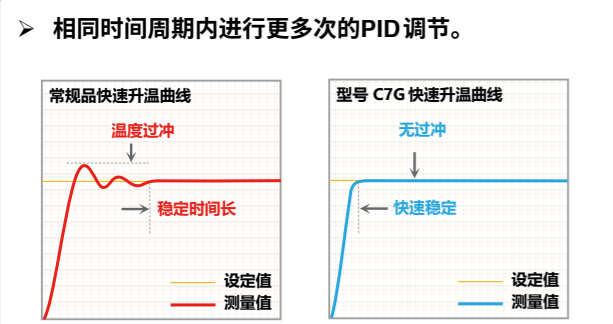 ➢ 相同时间周期内进行更多次的PID调节。
常规品快速升温曲线
温度过冲
稳定时间长
设定值
测量值
型号 C7G 快速升温曲线
无过冲
快速稳定
设定值
测量值